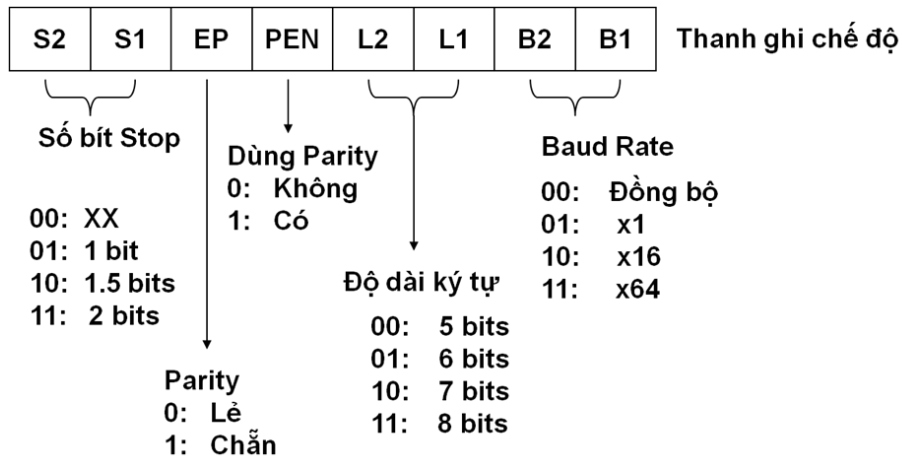 S2 S1 EP PEN L2 L1 B2 B1 Thanh ghi chế độ
Số bít Stop
00: XX
01: 1 bit
10: 1.5 bits
11: 2 bits
Parity
0: Lẻ
1: Chẵn
Dùng Parity
0: Không
1: Có
Độ dài ký tự
00: 5 bits
01: 6 bits
10: 7 bits
11: 8 bits
Baud Rate
00: Đồng bộ
01: x1
10: x16
11: x64